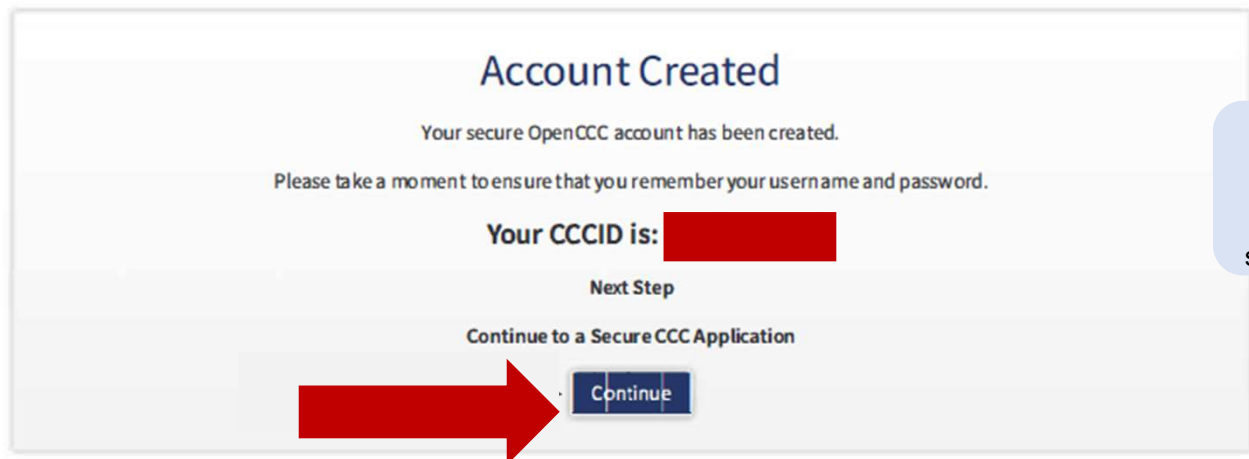 Account Created
Your secure OpenCCC account has been created.
Please take a moment to ensure that you remember your username and password.
Your CCCID is:
Next Step
Continue to a Secure CCC Application
Continue